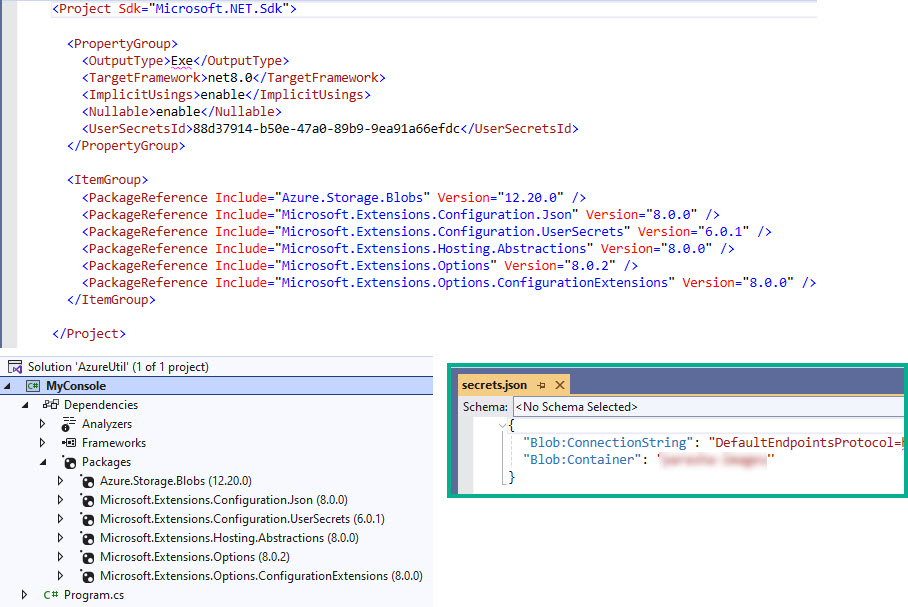 <Project Sdk="Microsoft.NET.Sdk">
<PropertyGroup>
<OutputType>Exe</OutputType>
<TargetFramework>net8.0</TargetFramework>
<ImplicitUsings>enable</ImplicitUsings>
<Nullable>enable</Nullable>
<UserSecretsId>88d37914-b50e-47a0-89b9-9ea91a66efdc</UserSecretsId>
</PropertyGroup>
<ItemGroup>
<PackageReference Include="Azure.Storage.Blobs" Version="12.20.0" />
<PackageReference Include="Microsoft.Extensions.Configuration.Json" Version="8.0.0" />
<PackageReference Include="Microsoft.Extensions.Configuration.UserSecrets" Version="6.0.1" />
<PackageReference Include="Microsoft.Extensions.Hosting.Abstractions" Version="8.0.0" />
<PackageReference Include="Microsoft.Extensions.Options" Version="8.0.2" />
<PackageReference Include="Microsoft.Extensions.Options.ConfigurationExtensions" Version="8.0.0" />
</ItemGroup>
</Project>
Solution 'AzureUtil' (1 of 1 project)
C# MyConsole
Dependencies
Analyzers
Frameworks
Packages
Azure.Storage.Blobs (12.20.0)
Microsoft.Extensions.Configuration.Json (8.0.0)
Microsoft.Extensions.Configuration.UserSecrets (6.0.1)
Microsoft.Extensions.Hosting.Abstractions (8.0.0)
Microsoft.Extensions.Options (8.0.2)
Microsoft.Extensions.Options.ConfigurationExtensions (8.0.0)
C# Program.cs
secrets.json
Schema: <No Schema Selected>
{
"Blob:ConnectionString": "DefaultEndpointsProtocol=
"Blob:Container": "
}